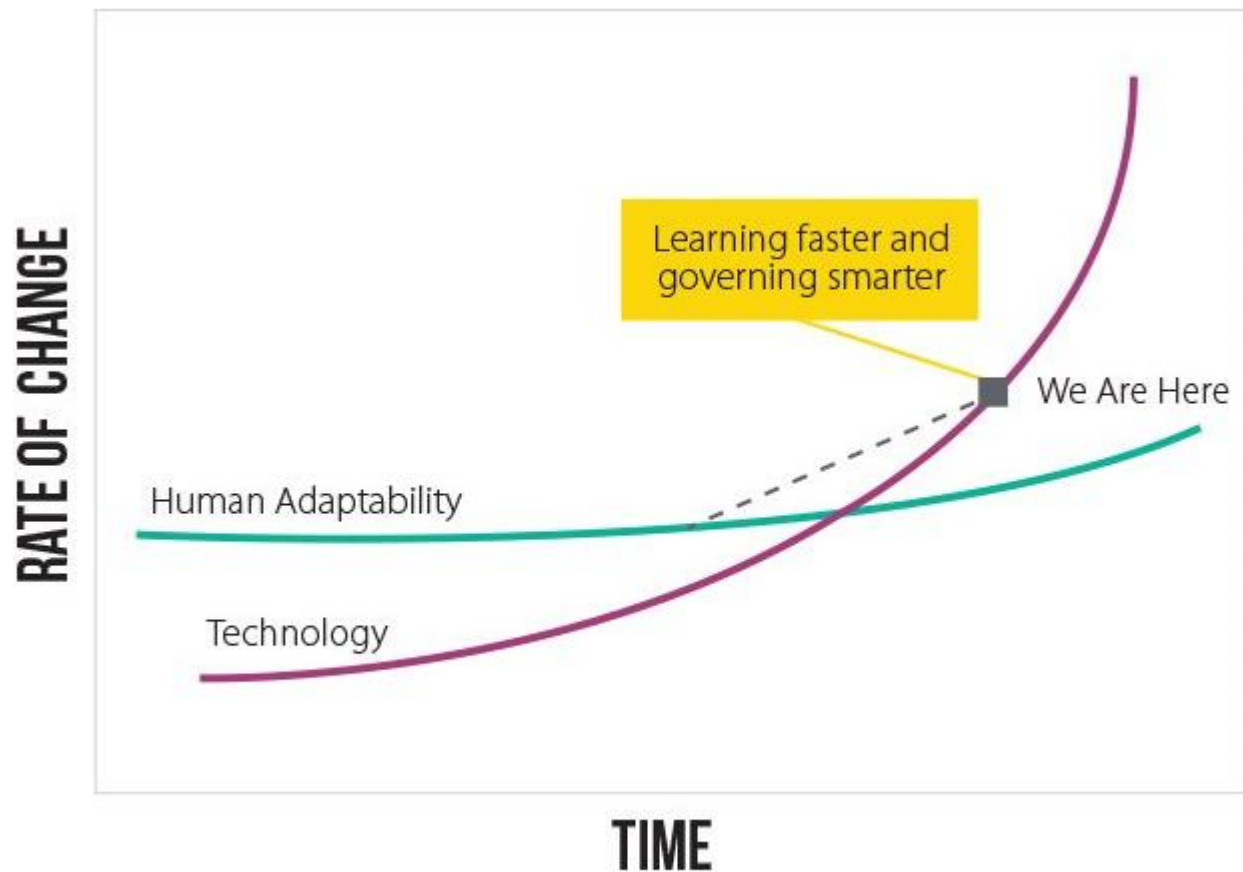 RATE OF CHANGE
Learning faster and
governing smarter
We Are Here
Human Adaptability
Technology
TIME